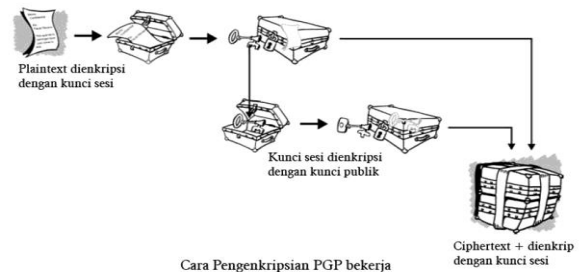 Plaintext dienkripsi
dengan kunci sesi
Kunci sesi dienkripsi
dengan kunci publik
Ciphertext + dienkrip
dengan kunci sesi
Cara Pengenkripsian PGP bekerja